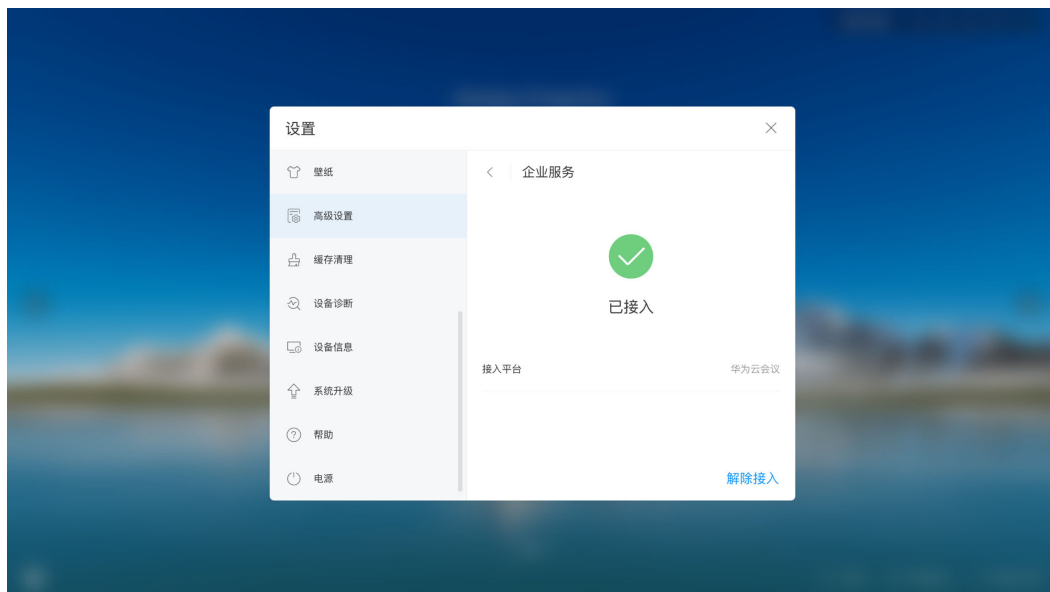 设置
壁纸
高级设置
缓存清理
设备诊断
设备信息
系统升级
帮助
电源
企业服务
已接入
接入平台
华为云会议
解除接入